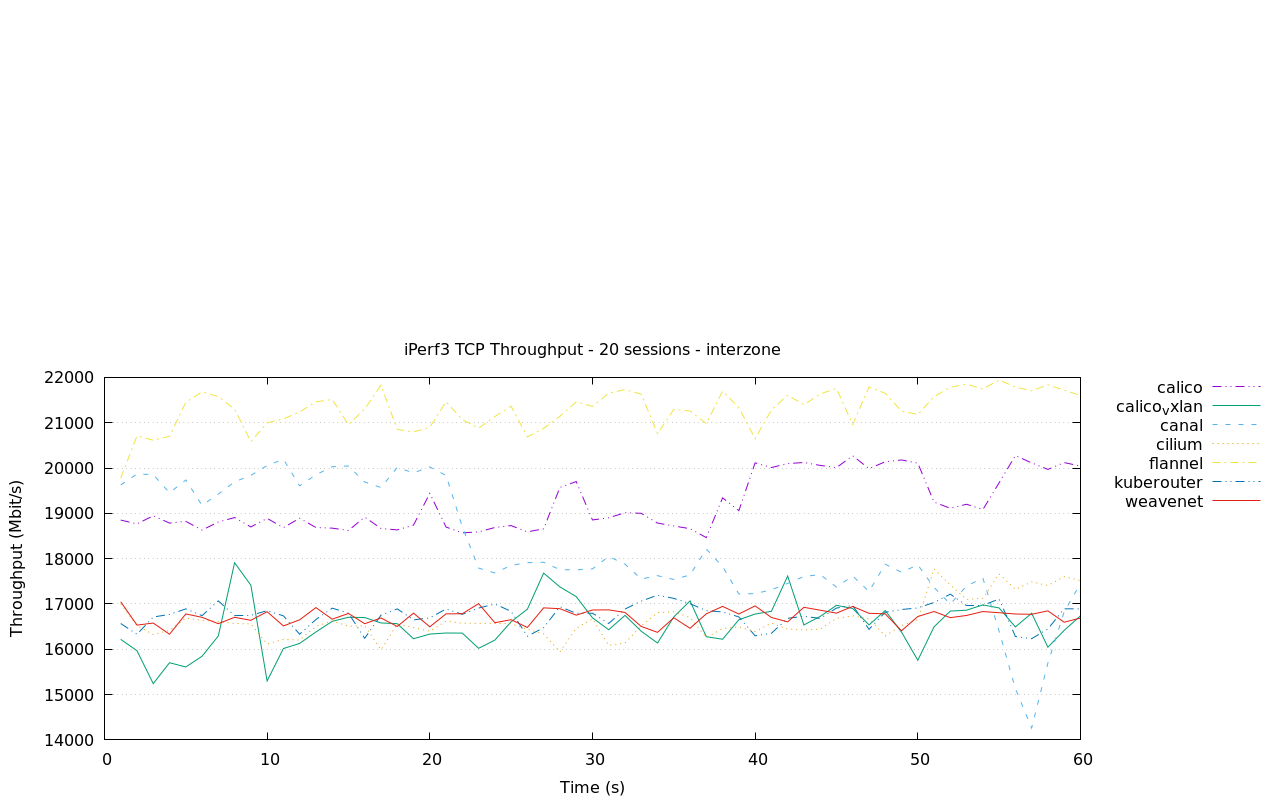 iPerf3 TCP Throughput - 20 sessions - interzone
22000
21000
20000
19000
18000
17000
16000
15000
14000
Throughput (Mbit/s)
0 10 20 30 40 50 60
Time (s)
calico
calicovxlan
canal
cilium
flannel
kuberouter
weavenet